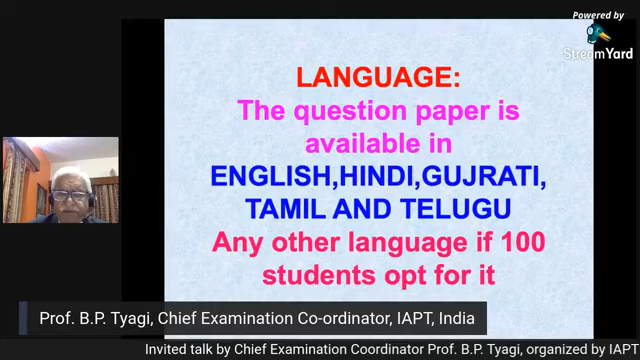 Powered by
StreamYard
LANGUAGE:
The question paper is
available in
ENGLISH,HINDI,GUJRATI,
TAMIL AND TELUGU
Any other language if 100
students opt for it
Prof. B.P. Tyagi, Chief Examination Co-ordinator, IAPT, India
Invited talk by Chief Examination Coordinator Prof. B.P. Tyagi, organized by IAPT